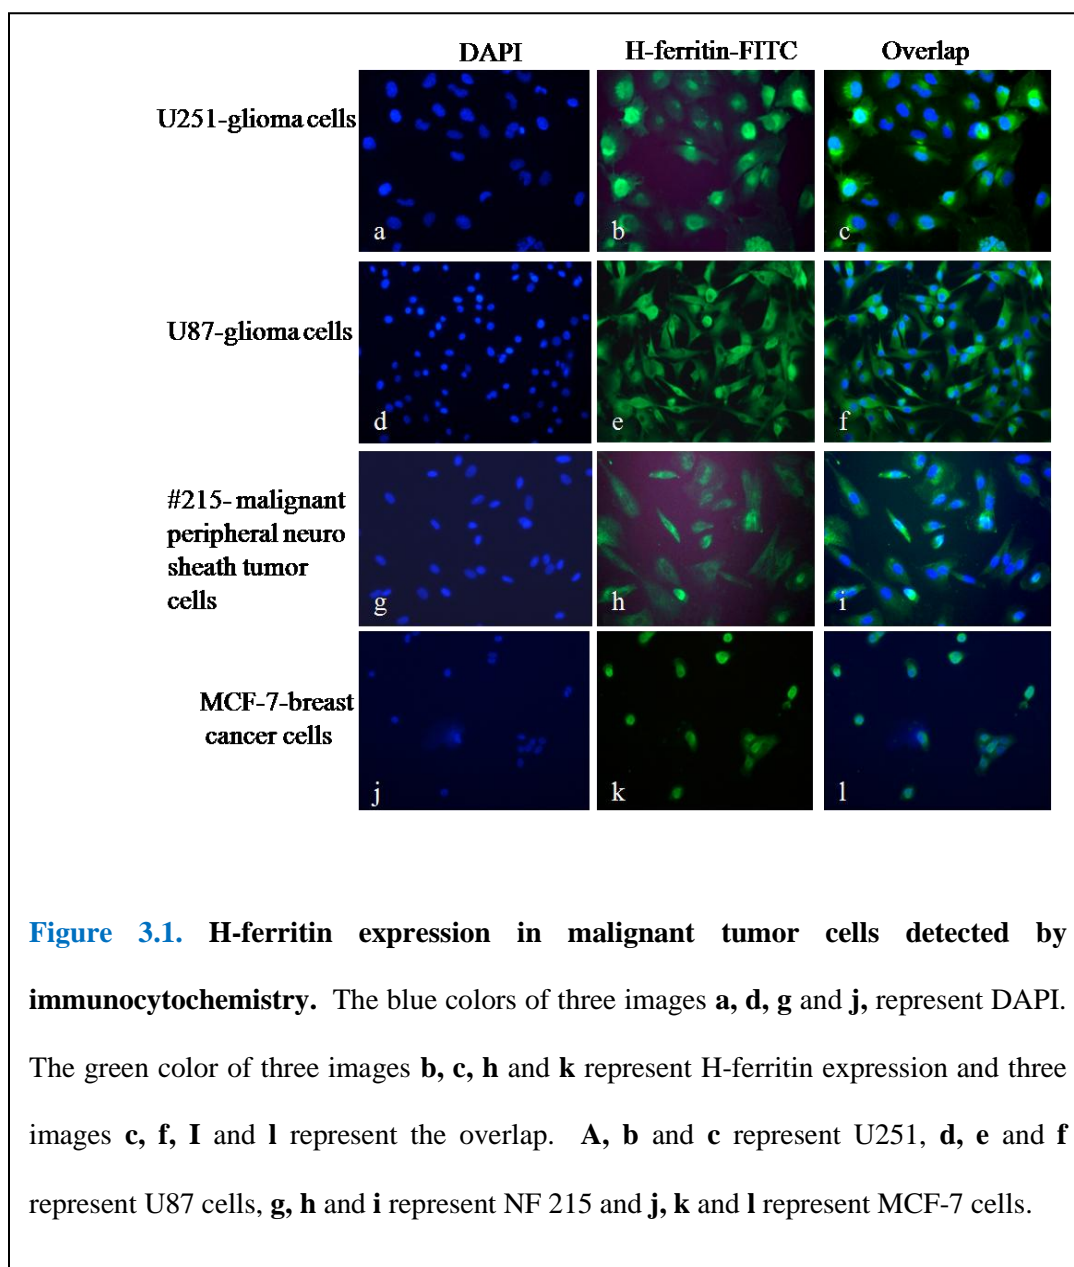 DAPI H-ferritin-FITC Overlap
U251-glioma cells
a b c
U87-glioma cells
d e f
#215- malignant
peripheral neuro
sheath tumor
cells
g h i
MCF-7-breast
cancer cells
j k l
Figure 3.1. H-ferritin expression in malignant tumor cells detected by
immunocytochemistry. The blue colors of three images a, d, g and j, represent DAPI.
The green color of three images b, c, h and k represent H-ferritin expression and three
images c, f, I and l represent the overlap. A, b and c represent U251, d, e and f
represent U87 cells, g, h and i represent NF 215 and j, k and l represent MCF-7 cells.